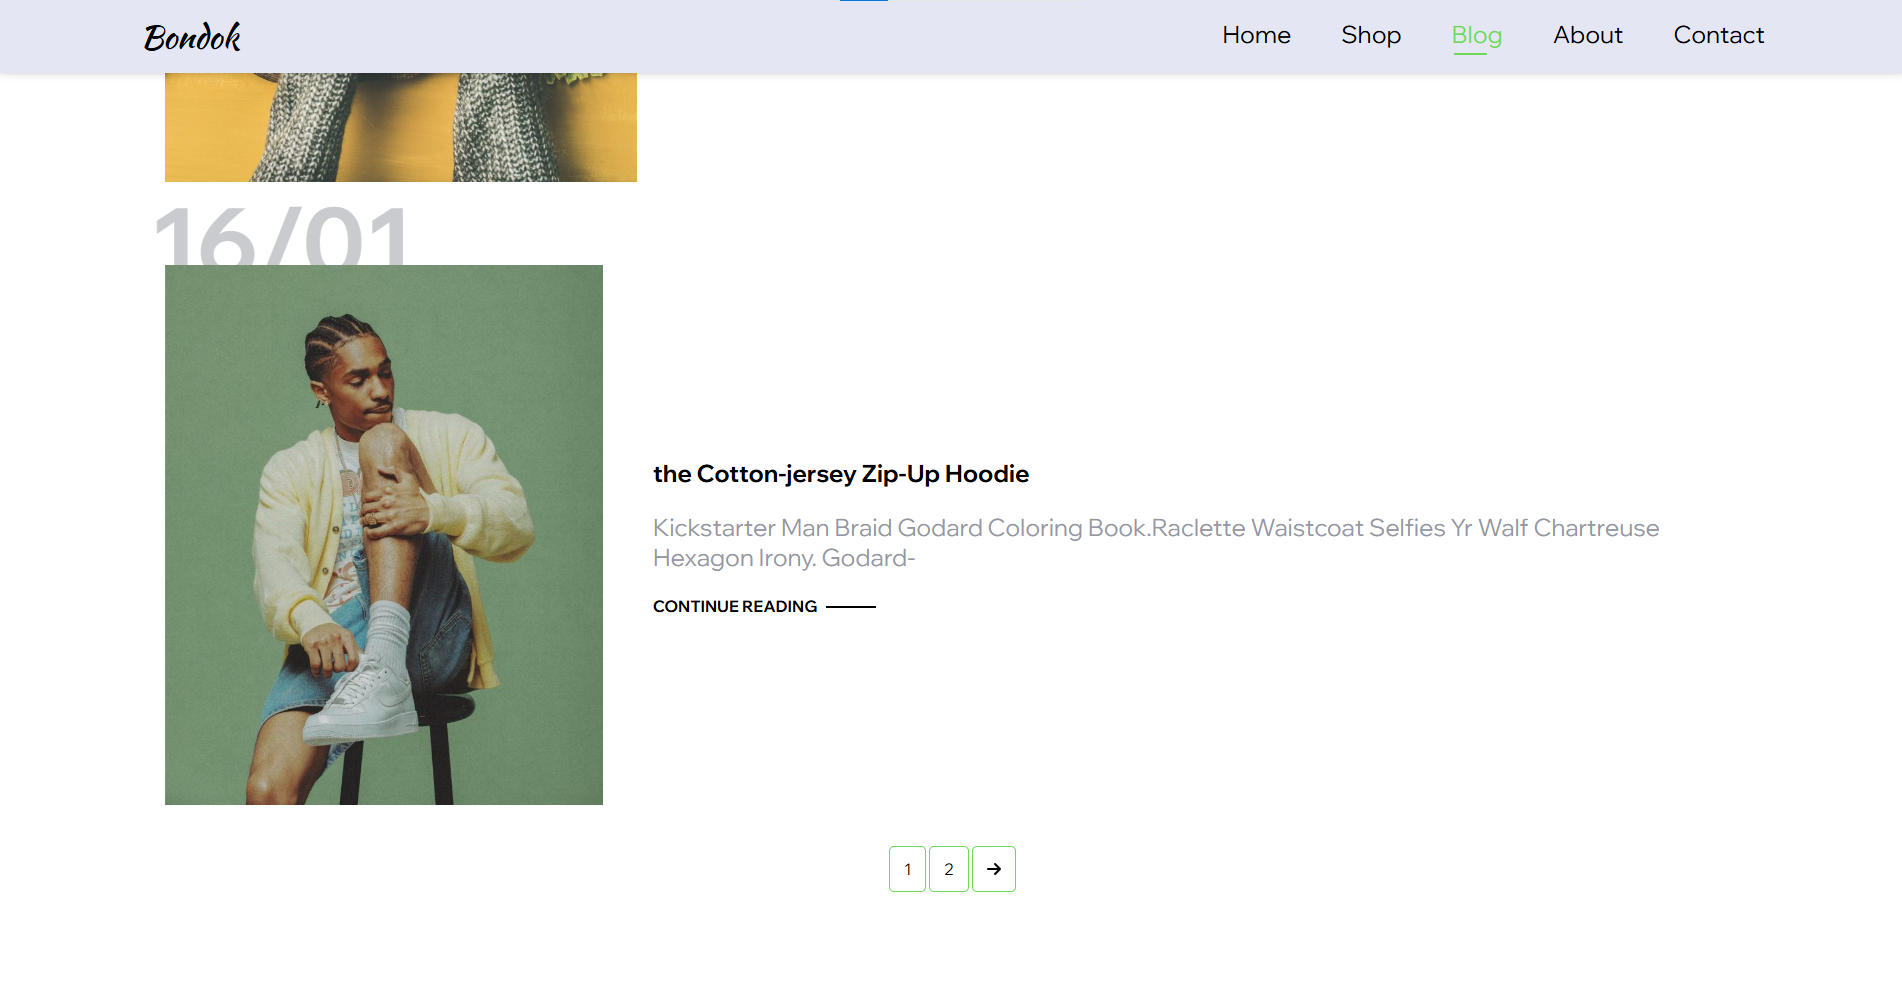 Bondok
Home Shop Blog About Contact
16/01
the Cotton-jersey Zip-Up Hoodie
Kickstarter Man Braid Godard Coloring Book.Raclette Waistcoat Selfies Yr Walf Chartreuse
Hexagon Irony. Godard-
CONTINUE READING
1 2